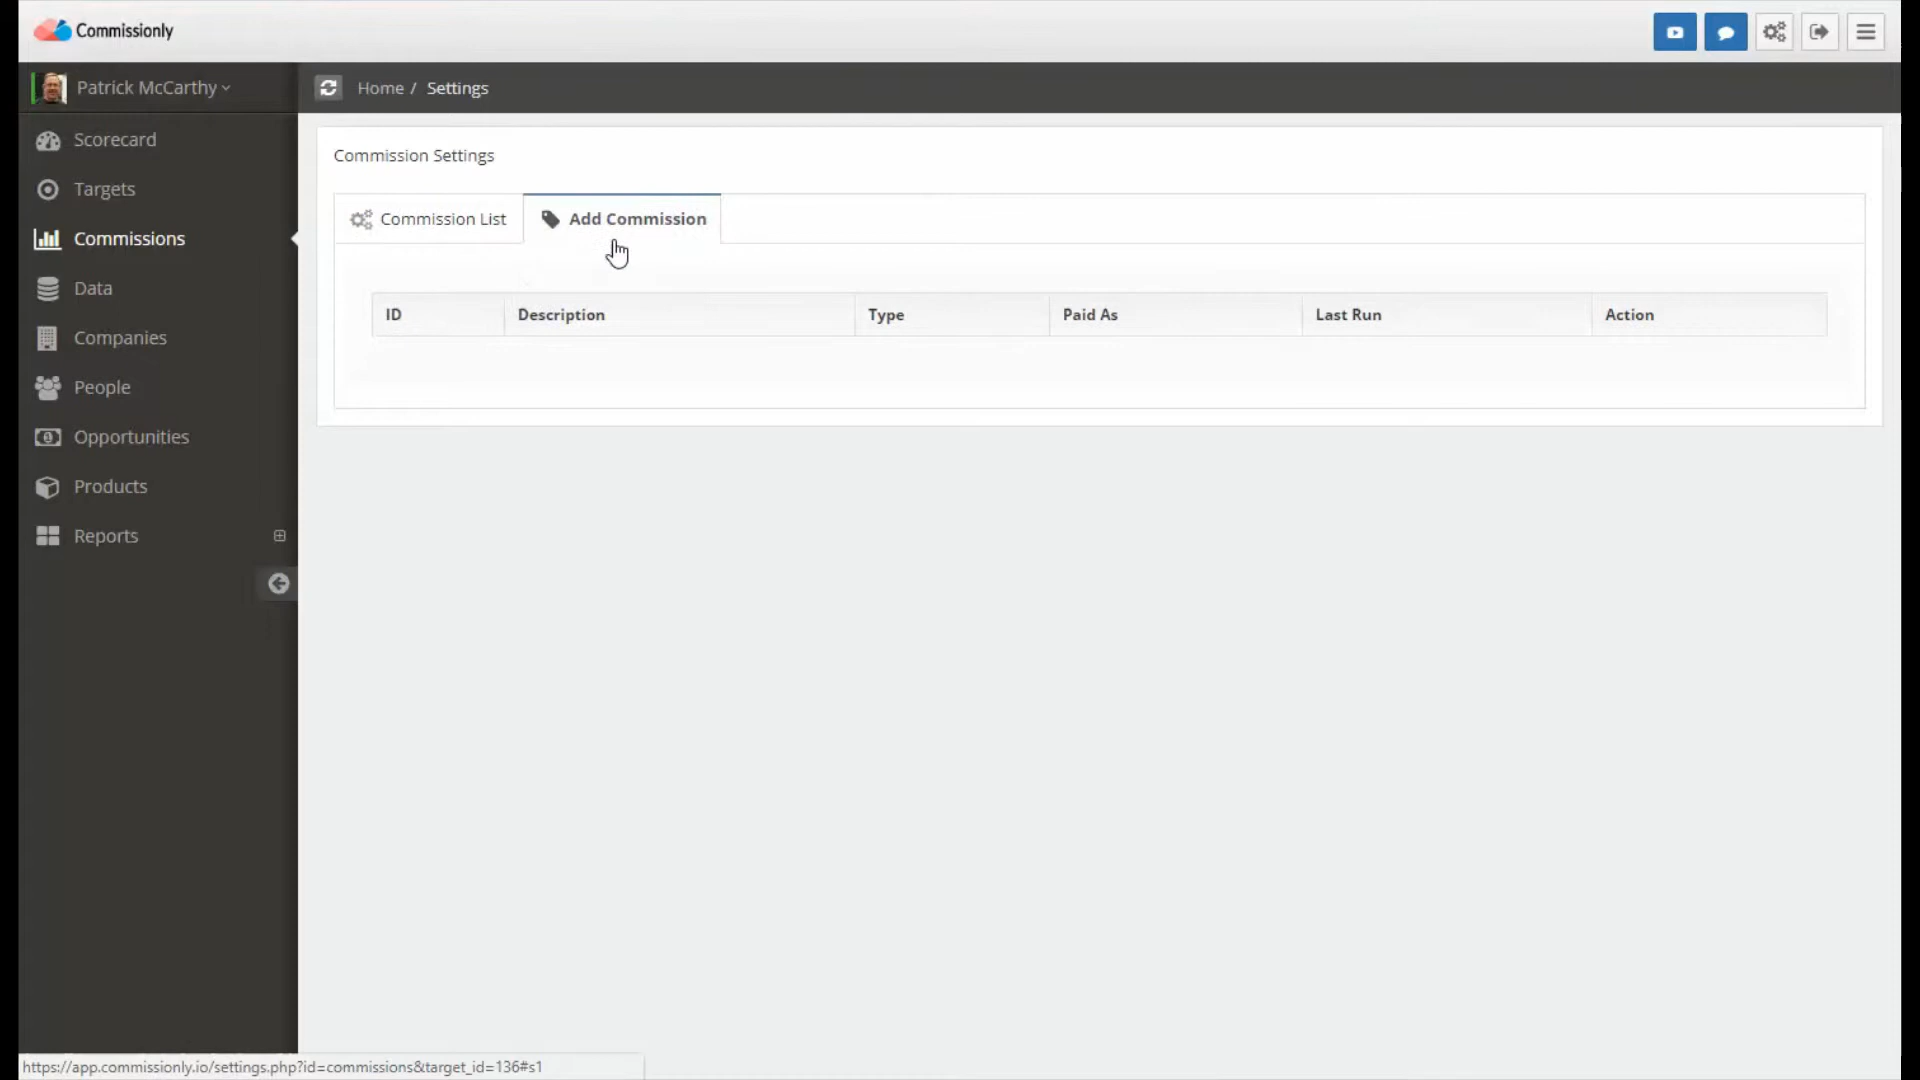 Commissionly
Patrick McCarthy
Home / Settings
Scorecard
Targets
Commissions
Data
Companies
People
Opportunities
Products
Reports
Commission Settings
Commission List
Add Commission
ID Description Type Paid As Last Run Action
https://app.commissionly.io/settings.php?id=commissions&target_id=136#s1